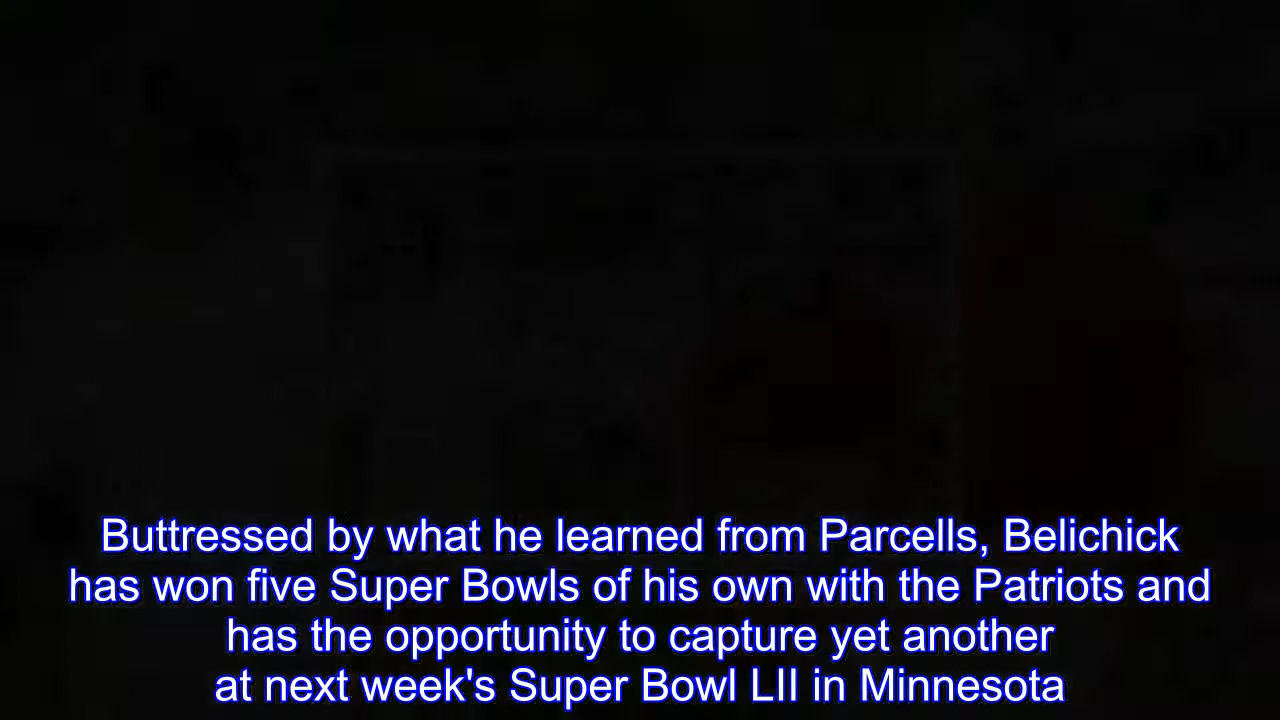 Buttressed by what he learned from Parcells, Belichick
has won five Super Bowls of his own with the Patriots and
has the opportunity to capture yet another
at next week's Super Bowl LII in Minnesota